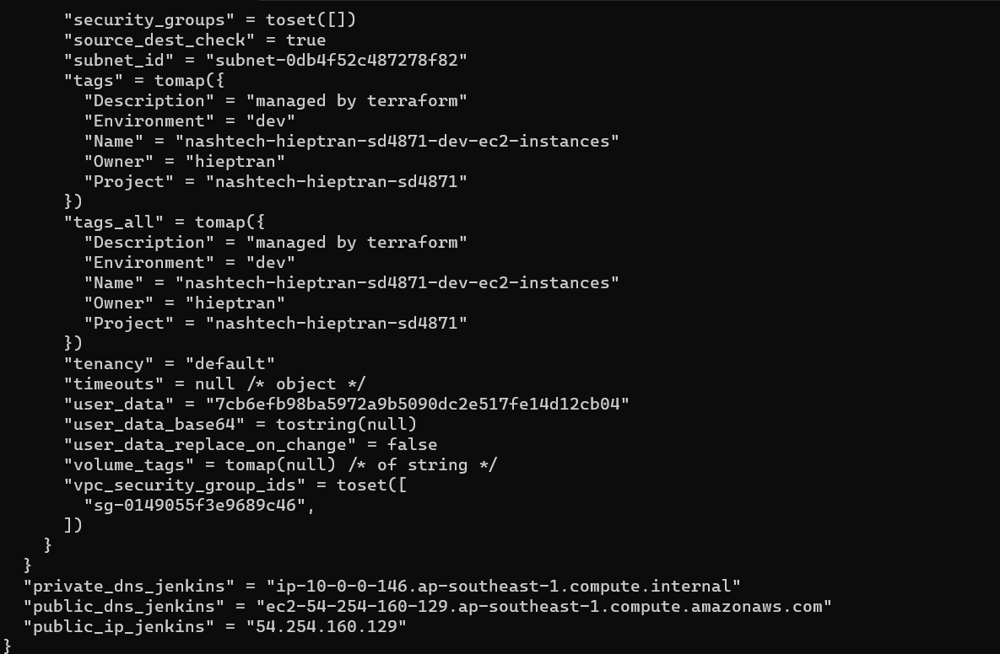 "security_groups" = toset([])
"source_dest_check" = true
"subnet_id" = "subnet-0db4f52c487278f82"
"tags" = tomap({
"Description" = "managed by terraform"
"Environment" = "dev"
"Name" = "nashtech-hieptran-sd4871-dev-ec2-instances"
"Owner" = "hieptran"
"Project" = "nashtech-hieptran-sd4871"
})
"tags_all" = tomap({
"Description" = "managed by terraform"
"Environment" = "dev"
"Name" = "nashtech-hieptran-sd4871-dev-ec2-instances"
"Owner" = "hieptran"
"Project" = "nashtech-hieptran-sd4871"
})
"tenancy" = "default"
"timeouts" = null /* object */
"user_data" = "7cb6efb98ba5972a9b5090dc2e517fe14d12cb04"
"user_data_base64" = tostring(null)
"user_data_replace_on_change" = false
"volume_tags" = tomap(null) /* of string */
"vpc_security_group_ids" = toset([
"sg-0149055f3e9689c46",
])
}
}
"private_dns_jenkins" = "ip-10-0-0-146.ap-southeast-1.compute.internal"
"public_dns_jenkins" = "ec2-54-254-160-129.ap-southeast-1.compute.amazonaws.com"
"public_ip_jenkins" = "54.254.160.129"
}